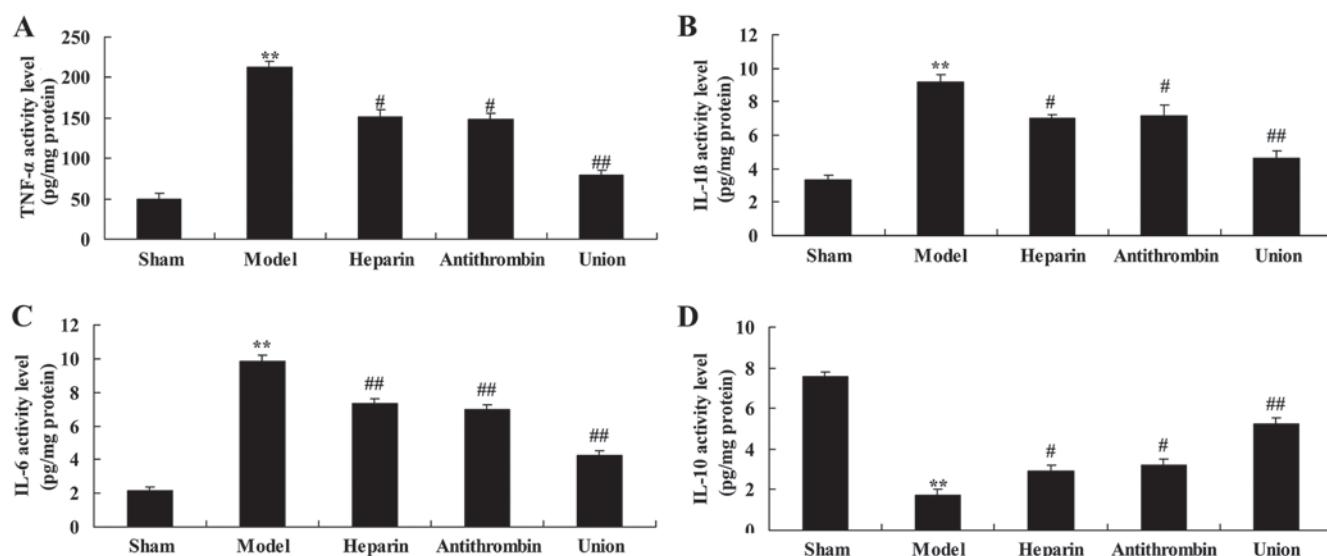 A
TNF-α activity level
(pg/mg protein)
250
200
150
100
50
0
**
#
#
##
Sham Model Heparin Antithrombin Union
B
IL-1ß activity level
(pg/mg protein)
12
10
8
6
4
2
0
**
#
#
##
Sham Model Heparin Antithrombin Union
C
IL-6 activity level
(pg/mg protein)
12
10
8
6
4
2
0
**
##
##
##
Sham Model Heparin Antithrombin Union
D
IL-10 activity level
(pg/mg protein)
10
8
6
4
2
0
**
#
#
##
Sham Model Heparin Antithrombin Union